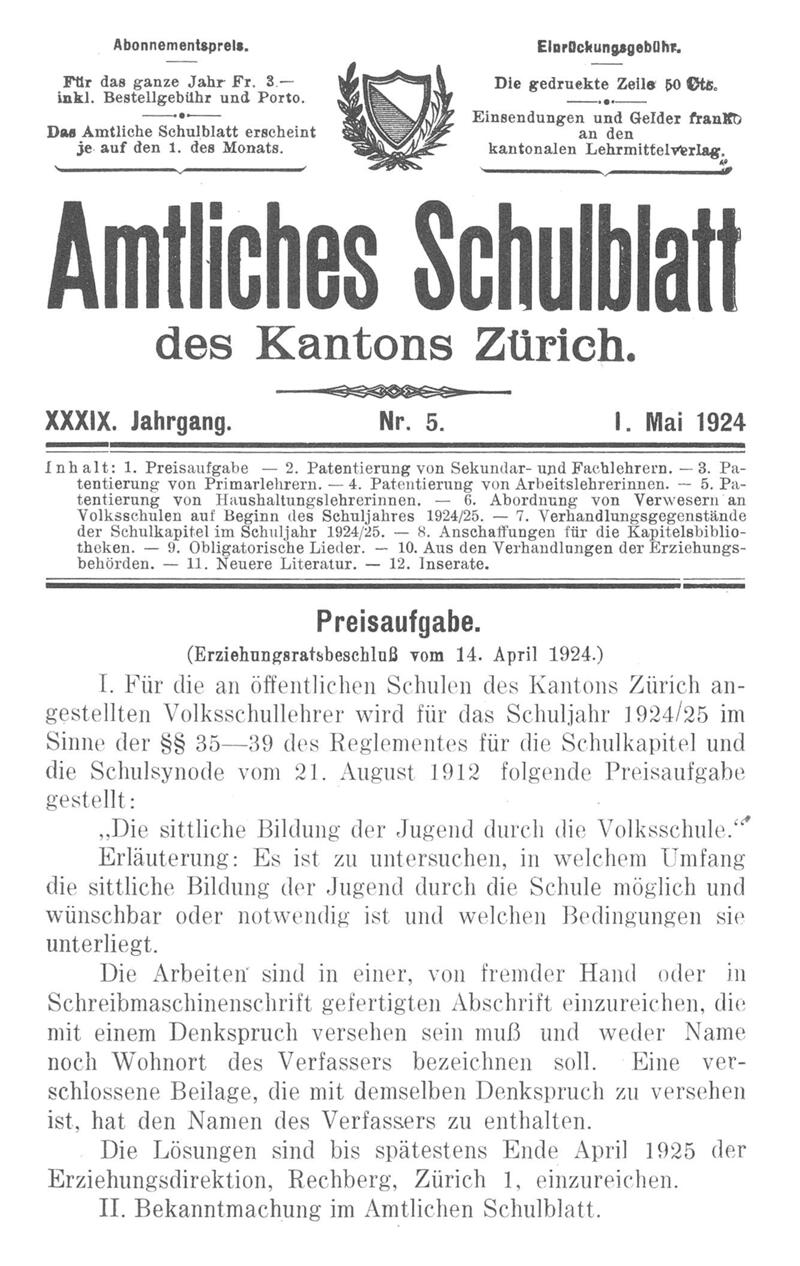 Abonnementspreis.
Für das ganze Jahr Fr. 3.—
inkl. Bestellgebühr und Porto.
Das Amtliche Schulblatt erscheint
je auf den 1. des Monats.
Einrückungsgebühr.
Die gedruckte Zeile 50 Cts.
Einsendungen und Gelder franko
an den
kantonalen Lehrmittelverlag.
Amtliches Schulblatt
des Kantons Zürich.
XXXIX. Jahrgang. Nr. 5. 1. Mai 1924
Inhalt: 1. Preisaufgabe — 2. Patentierung von Sekundar- und Fachlehrern. — 3. Pa-
tentierung von Primarlehrern. — 4. Patentierung von Arbeitslehrerinnen. — 5. Pa-
tentierung von Haushaltungslehrerinnen. — 6. Abordnung von Verwesern an
Volksschulen auf Beginn des Schuljahres 1924/25. — 7. Verhandlungsgegenstände
der Schulkapitel im Schuljahr 1924/25. — 8. Anschaffungen für die Kapitelsbiblio-
theken. — 9. Obligatorische Lieder. — 10. Aus den Verhandlungen der Erziehungs-
behörden. — 11. Neuere Literatur. — 12. Inserate.
Preisaufgabe.
(Erziehungsratsbeschluß vom 14. April 1924.)
I. Für die an öffentlichen Schulen des Kantons Zürich an-
gestellten Volksschullehrer wird für das Schuljahr 1924/25 im
Sinne der §§ 35—39 des Reglementes für die Schulkapitel und
die Schulsynode vom 21. August 1912 folgende Preisaufgabe
gestellt:
„Die sittliche Bildung der Jugend durch die Volksschule.“
Erläuterung: Es ist zu untersuchen, in welchem Umfang
die sittliche Bildung der Jugend durch die Schule möglich und
wünschbar oder notwendig ist und welchen Bedingungen sie
unterliegt.
Die Arbeiten sind in einer, von fremder Hand oder in
Schreibmaschinenschrift gefertigten Abschrift einzureichen, die
mit einem Denkspruch versehen sein muß und weder Name
noch Wohnort des Verfassers bezeichnen soll. Eine ver-
schlossene Beilage, die mit demselben Denkspruch zu versehen
ist, hat den Namen des Verfassers zu enthalten.
Die Lösungen sind bis spätestens Ende April 1925 der
Erziehungsdirektion, Rechberg, Zürich 1, einzureichen.
II. Bekanntmachung im Amtlichen Schulblatt.